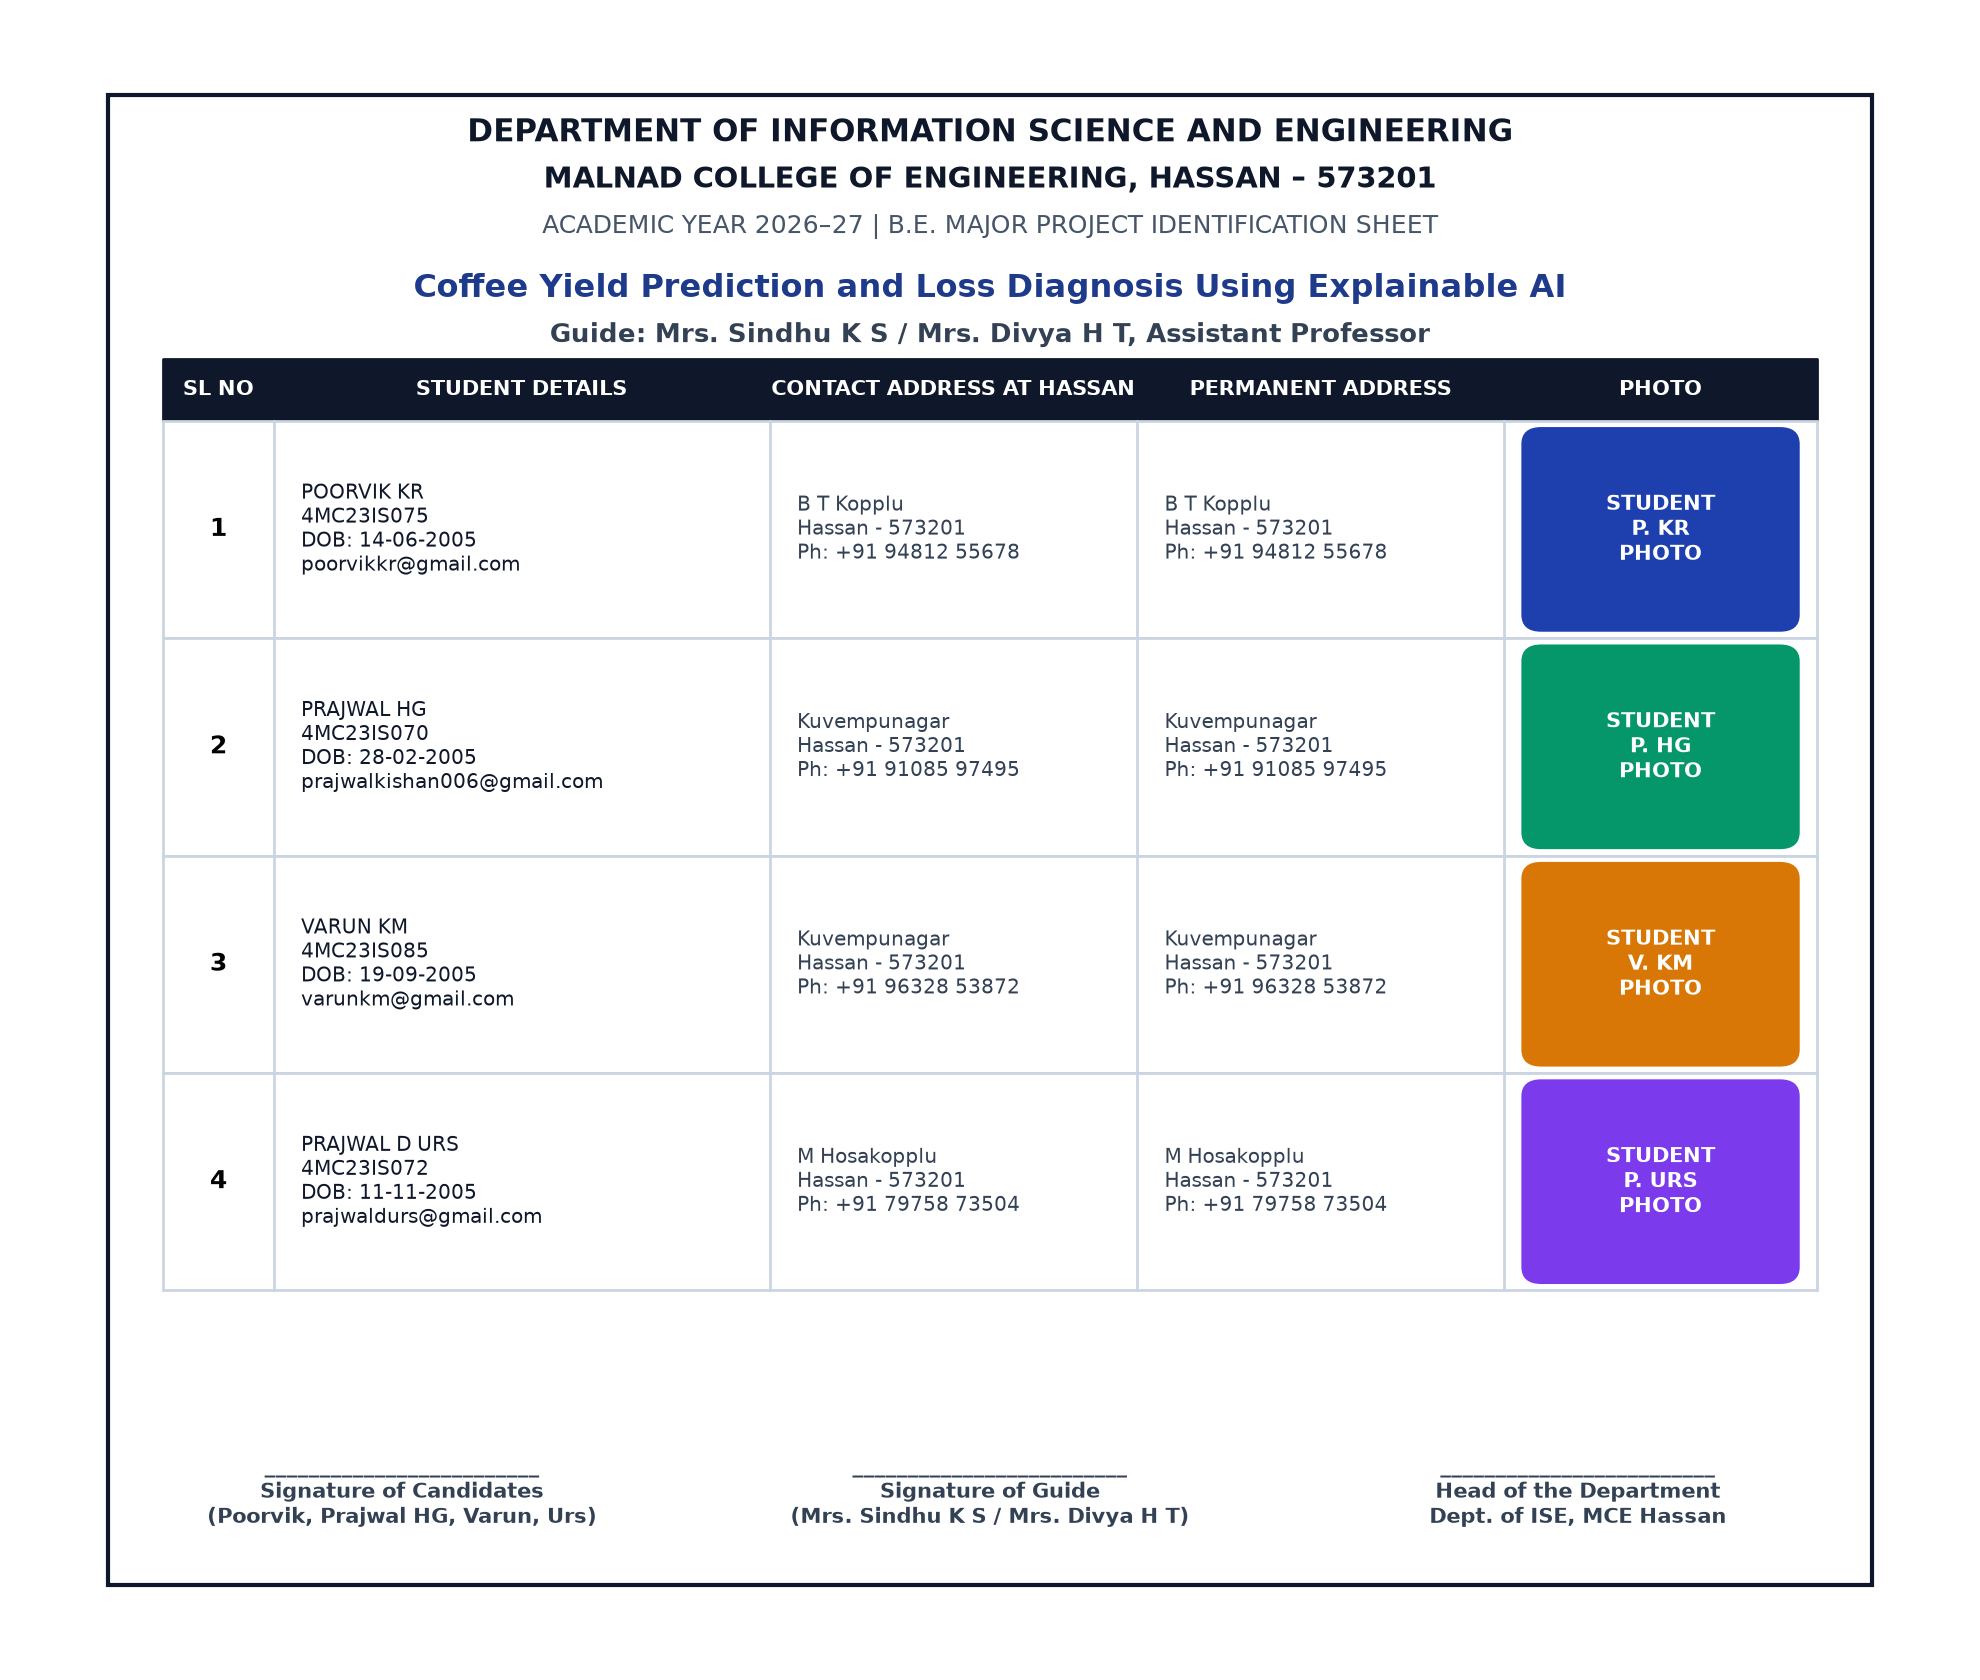 DEPARTMENT OF INFORMATION SCIENCE AND ENGINEERING
MALNAD COLLEGE OF ENGINEERING, HASSAN – 573201
ACADEMIC YEAR 2026–27 | B.E. MAJOR PROJECT IDENTIFICATION SHEET
Coffee Yield Prediction and Loss Diagnosis Using Explainable AI
Guide: Mrs. Sindhu K S / Mrs. Divya H T, Assistant Professor
SL NO STUDENT DETAILS CONTACT ADDRESS AT HASSAN PERMANENT ADDRESS PHOTO
1
POORVIK KR
4MC23IS075
DOB: 14-06-2005
poorvikkr@gmail.com
B T Kopplu
Hassan - 573201
Ph: +91 94812 55678
B T Kopplu
Hassan - 573201
Ph: +91 94812 55678
STUDENT
P. KR
PHOTO
2
PRAJWAL HG
4MC23IS070
DOB: 28-02-2005
prajwalkishan006@gmail.com
Kuvempunagar
Hassan - 573201
Ph: +91 91085 97495
Kuvempunagar
Hassan - 573201
Ph: +91 91085 97495
STUDENT
P. HG
PHOTO
3
VARUN KM
4MC23IS085
DOB: 19-09-2005
varunkm@gmail.com
Kuvempunagar
Hassan - 573201
Ph: +91 96328 53872
Kuvempunagar
Hassan - 573201
Ph: +91 96328 53872
STUDENT
V. KM
PHOTO
4
PRAJWAL D URS
4MC23IS072
DOB: 11-11-2005
prajwaldurs@gmail.com
M Hosakopplu
Hassan - 573201
Ph: +91 79758 73504
M Hosakopplu
Hassan - 573201
Ph: +91 79758 73504
STUDENT
P. URS
PHOTO
Signature of Candidates
(Poorvik, Prajwal HG, Varun, Urs)
Signature of Guide
(Mrs. Sindhu K S / Mrs. Divya H T)
Head of the Department
Dept. of ISE, MCE Hassan